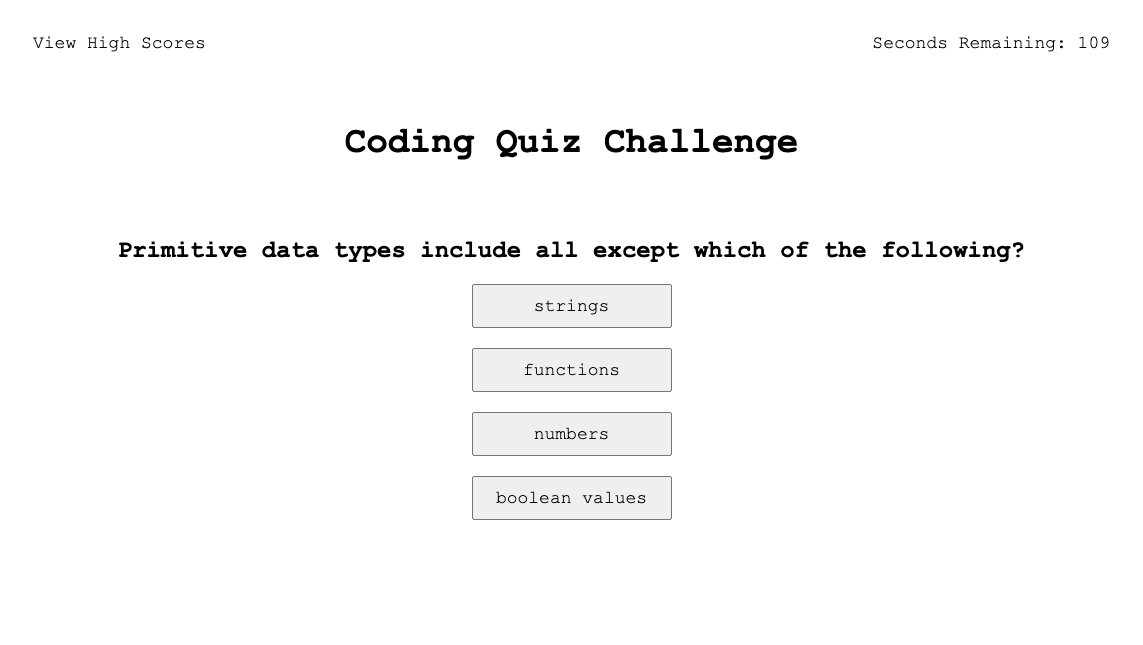 View High Scores
Seconds Remaining: 109
Coding Quiz Challenge
Primitive data types include all except which of the following?
strings
functions
numbers
boolean values